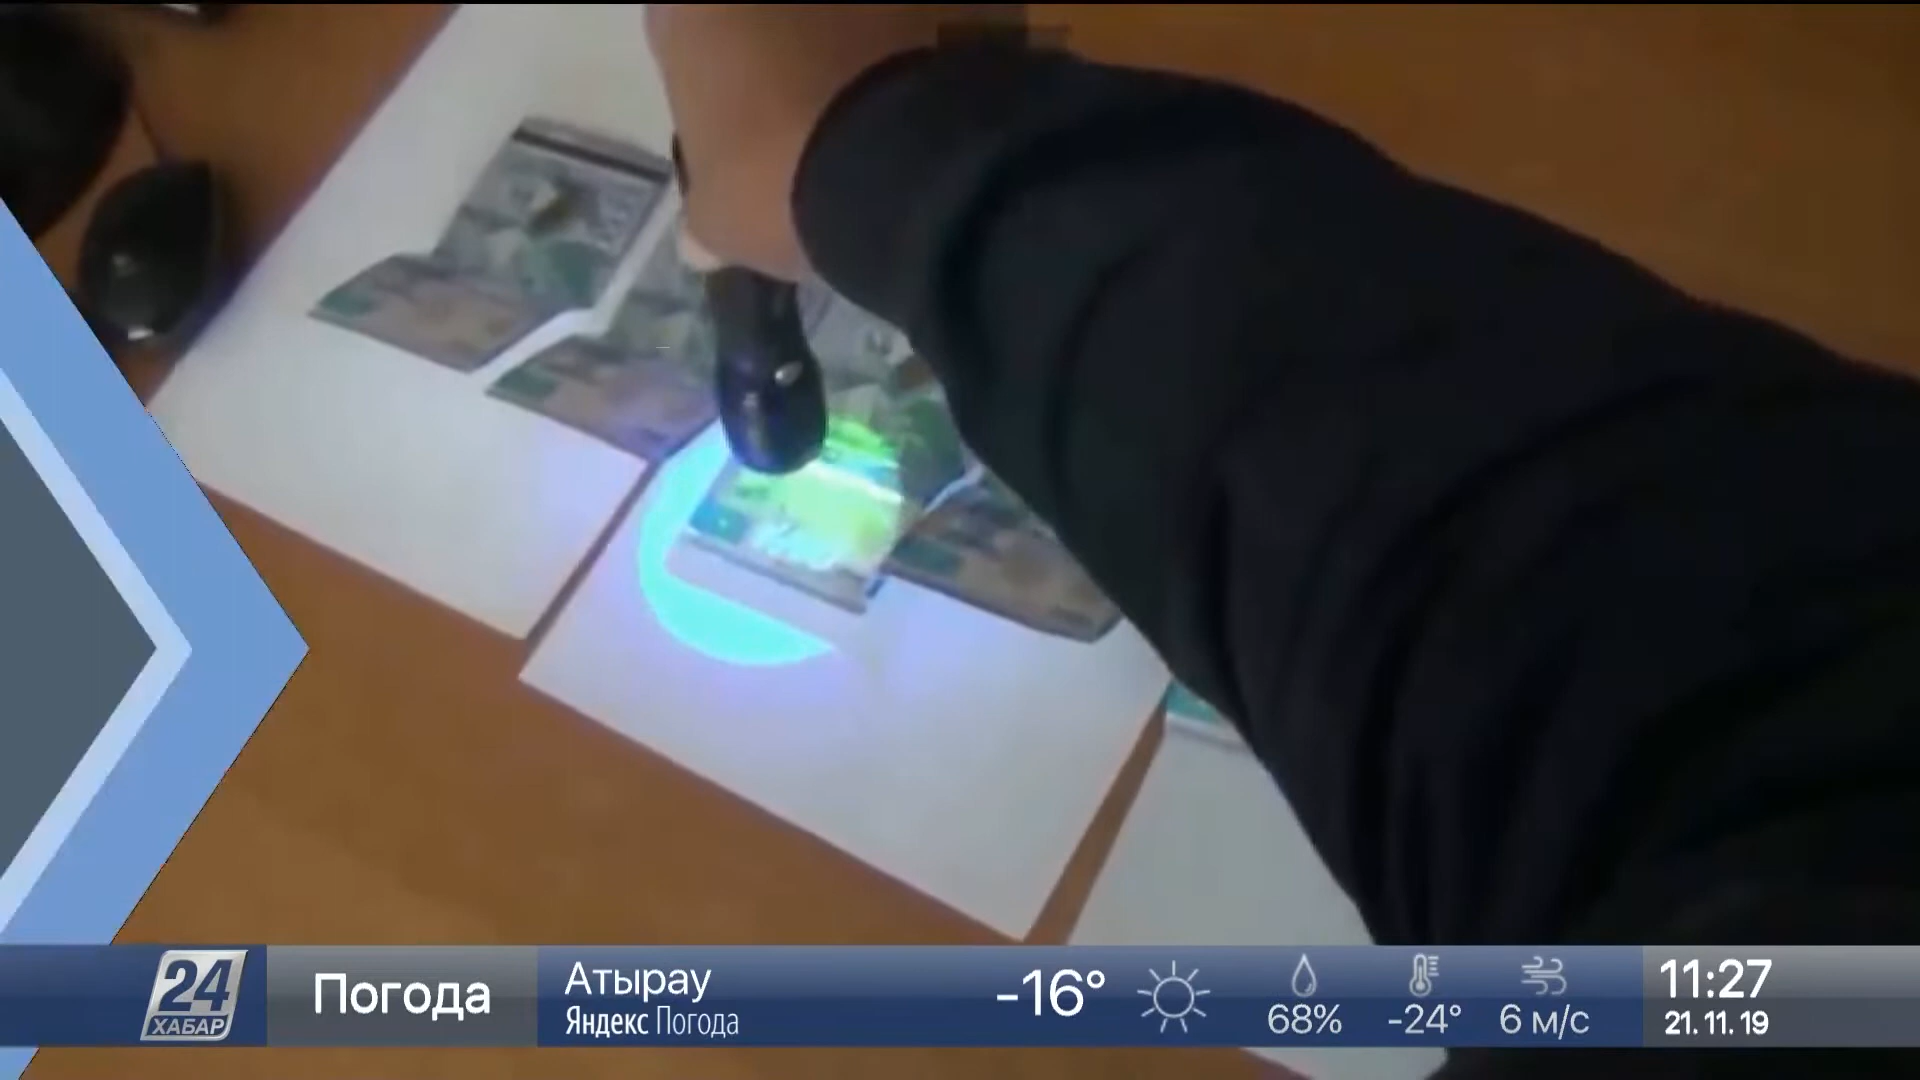 24
ХАБАР
Погода
Атырау
Яндекс Погода
-16°
68%
-24°
6 м/с
11:27
21.11.19